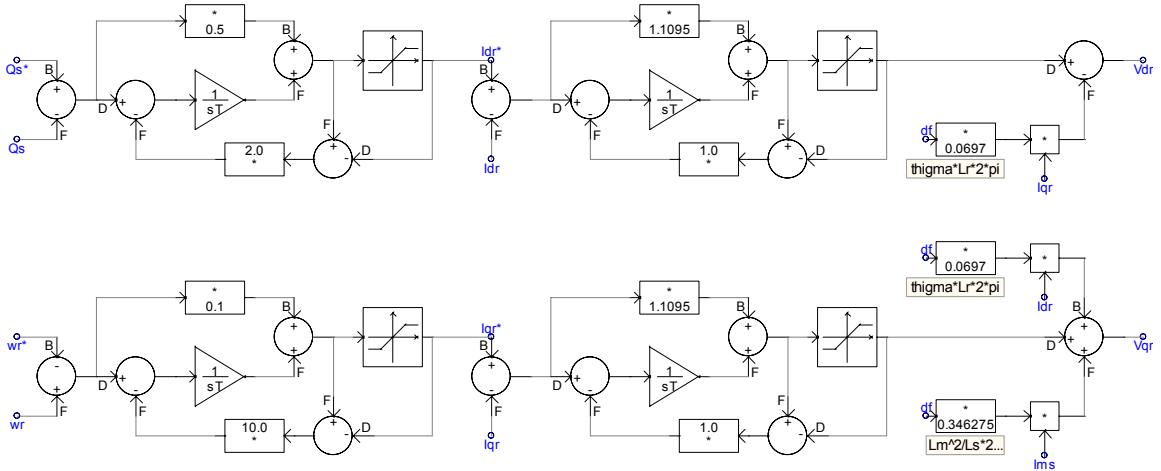 *
0.5
*
1.1095
Qs*
B
+
-
F
Qs
D
+
-
F
1
sT
B
+
+
F
2.0
*
F
+
-
D
Idr*
B
+
-
F
Idr
D
+
-
F
1
sT
B
+
+
F
1.0
*
F
+
-
D
D
+
-
F
Vdr
df
*
0.0697
*
thigma*Lr*2*pi
Iqr
df
*
0.0697
*
thigma*Lr*2*pi
Idr
*
0.1
*
1.1095
wr*
B
-
+
F
wr
D
+
-
F
1
sT
B
+
+
F
10.0
*
F
+
-
D
Iqr*
B
+
-
F
Iqr
D
+
-
F
1
sT
B
+
+
F
1.0
*
F
+
-
D
B
D
+
+
+
F
Vqr
df
*
0.346275
*
Lm^2/Ls*2...
Ims